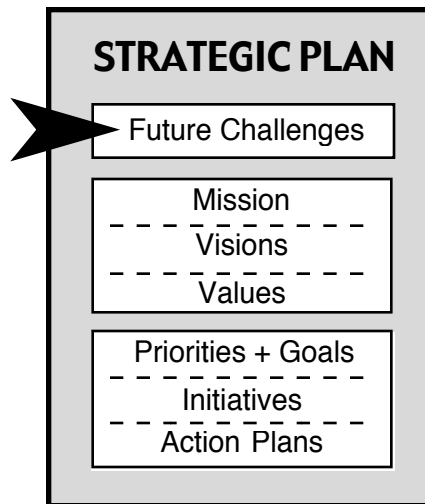 STRATEGIC PLAN
Future Challenges
Mission
Visions
Values
Priorities + Goals
Initiatives
Action Plans